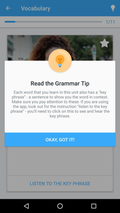 Vocabulary
1/11
Read the Grammar Tip
Each word that you learn in this unit also has a "key
phrase" - a sentence to show you the word in context.
Make sure you pay attention to these. If you are using
the app, look out for the instruction "listen to the key
phrase" - you'll need to click on this to see and hear the
key phrase.
OKAY, GOT IT!
LISTEN TO THE KEY PHRASE